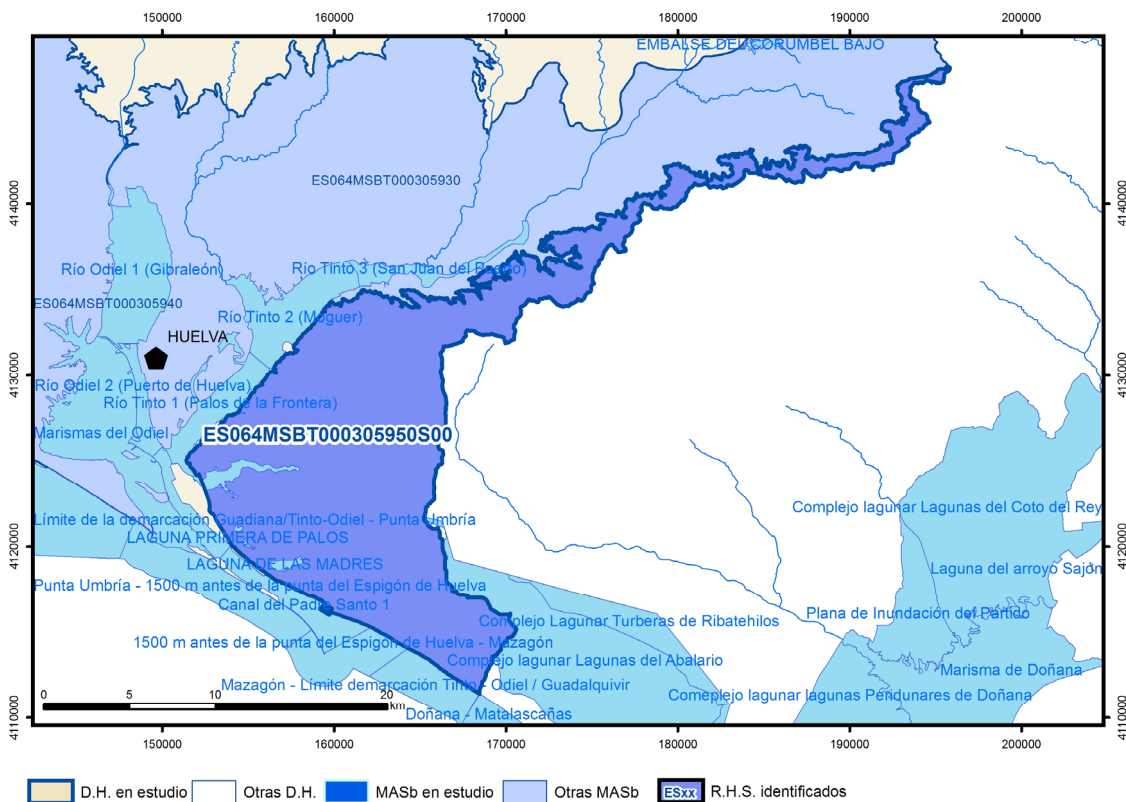 150000 160000 170000 180000 190000 200000
EMBALSE DEL CORUMBEL BAJO
ES064MSBT000305930
4140000 4140000
Río Odiel 1 (Gibraleón)
Río Tinto 3 (San Juan del Puerto)
ES064MSBT000305940
Río Tinto 2 (Moguer)
HUELVA
4130000 4130000
Río Odiel 2 (Puerto de Huelva)
Río Tinto 1 (Palos de la Frontera)
Marismas del Odiel
ES064MSBT000305950S00
Complejo lagunar Lagunas del Coto del Rey
Límite de la demarcación Guadiana/Tinto-Odiel - Punta Umbría
LAGUNA PRIMERA DE PALOS
4120000 4120000
LAGUNA DE LAS MADRES
Laguna del arroyo Sajón
Punta Umbría - 1500 m antes de la punta del Espigón de Huelva
Canal del Padre Santo 1
Plana de Inundación del Partido
Complejo Lagunar Turberas de Ribatehilos
1500 m antes de la punta del Espigon de Huelva - Mazagón
Complejo lagunar Lagunas del Abalario
Marisma de Doñana
Mazagón - Límite demarcación Tinto - Odiel / Guadalquivir
Comeplejo lagunar lagunas Peridunares de Doñana
0 5 10 20
km
Doñana - Matalascañas
4110000 4110000
150000 160000 170000 180000 190000 200000
D.H. en estudio Otras D.H. MASb en estudio Otras MASb ESxx R.H.S. identificados